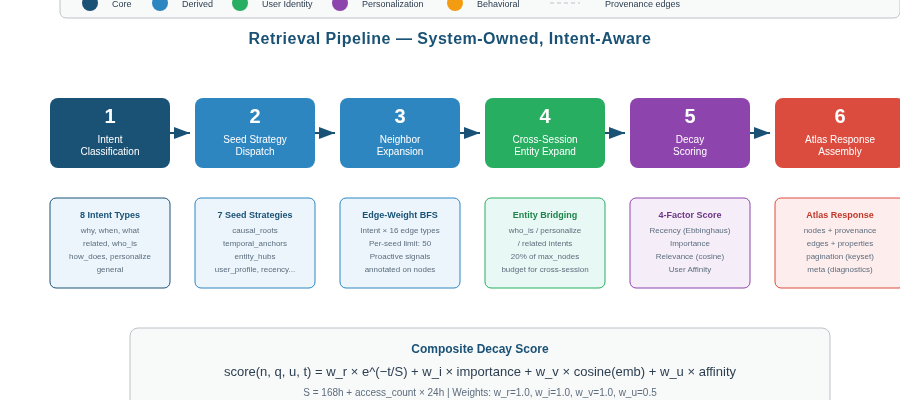 Core Derived User Identity Personalization Behavioral Provenance edges
Retrieval Pipeline — System-Owned, Intent-Aware
1
Intent
Classification
2
Seed Strategy
Dispatch
3
Neighbor
Expansion
4
Cross-Session
Entity Expand
5
Decay
Scoring
6
Atlas Response
Assembly
8 Intent Types
why, when, what
related, who_is
how_does, personalize
general
7 Seed Strategies
causal_roots
temporal_anchors
entity_hubs
user_profile, recency...
Edge-Weight BFS
Intent × 16 edge types
Per-seed limit: 50
Proactive signals
annotated on nodes
Entity Bridging
who_is / personalize
/ related intents
20% of max_nodes
budget for cross-session
4-Factor Score
Recency (Ebbinghaus)
Importance
Relevance (cosine)
User Affinity
Atlas Response
nodes + provenance
edges + properties
pagination (keyset)
meta (diagnostics)
Composite Decay Score
score(n, q, u, t) = w_r × e^(−t/S) + w_i × importance + w_v × cosine(emb) + w_u × affinity
S = 168h + access_count × 24h | Weights: w_r=1.0, w_i=1.0, w_v=1.0, w_u=0.5